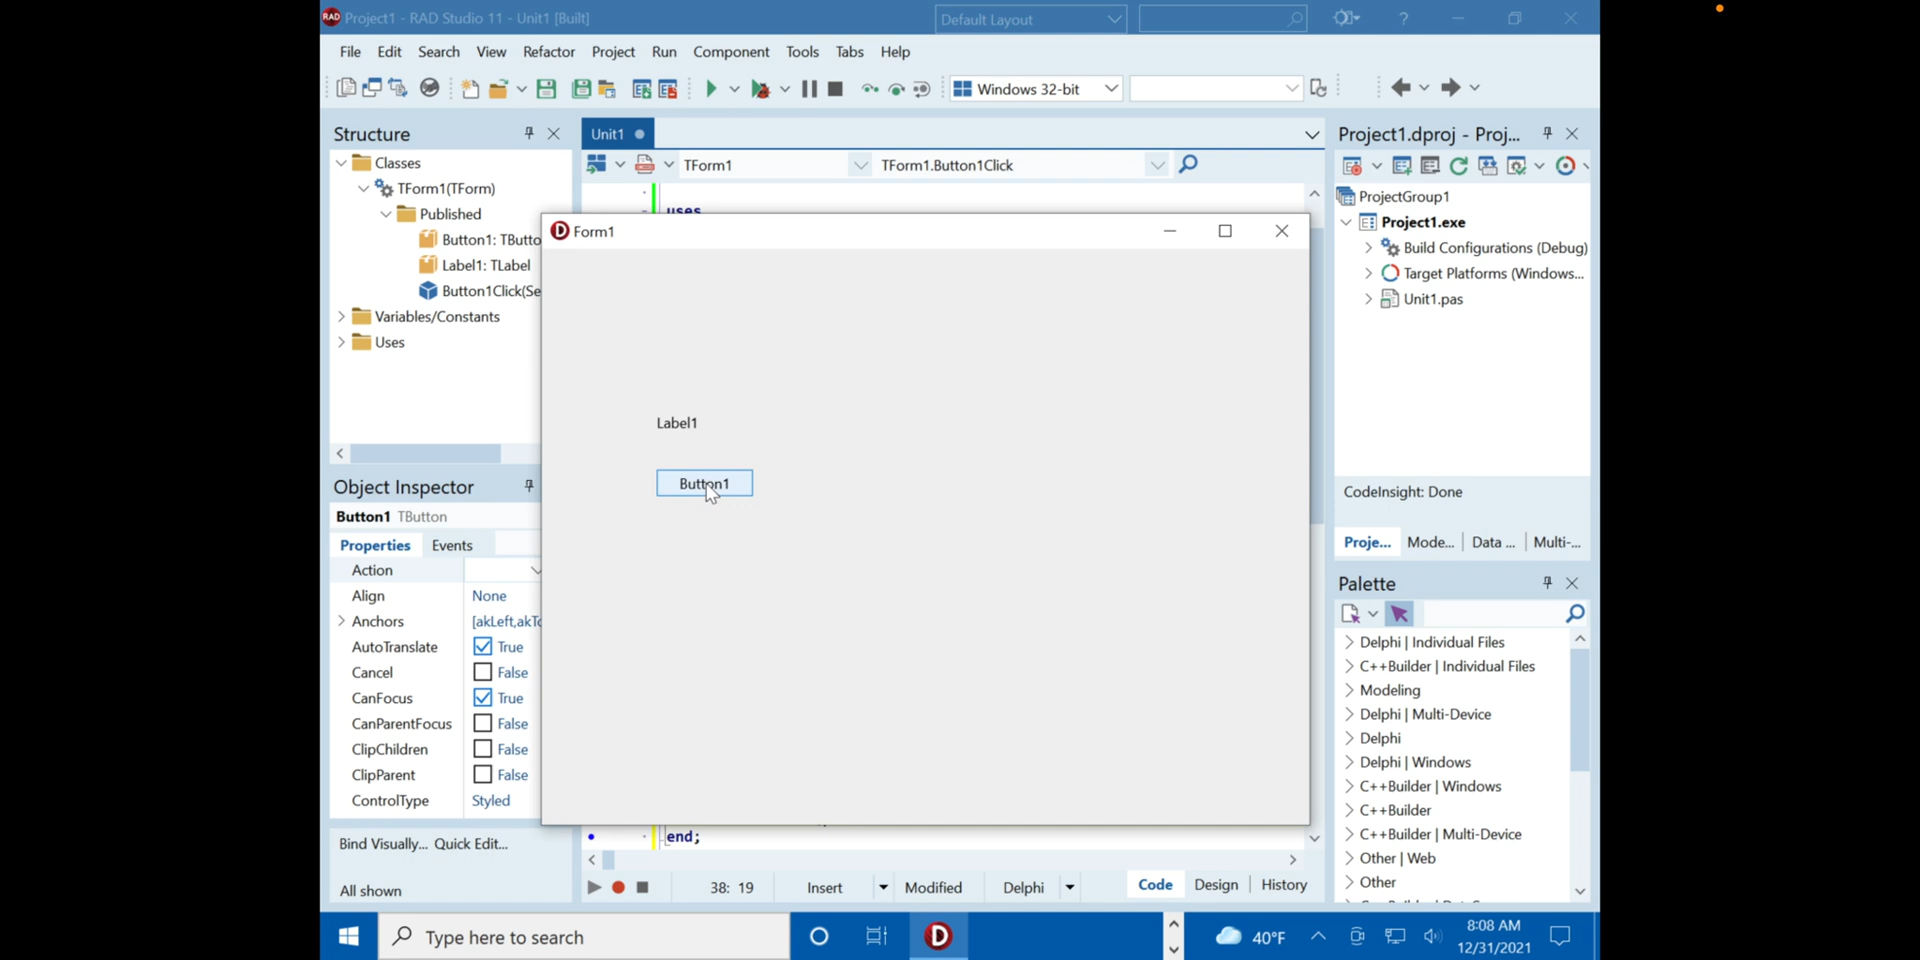 RAD Project1 - RAD Studio 11 - Unit1 [Built]
Default Layout
?
File Edit Search View Refactor Project Run Component Tools Tabs Help
Windows 32-bit
Structure
Classes
TForm1(TForm)
Published
Button1: TButto
Label1: TLabel
Button1Click(Se
Variables/Constants
Uses
Unit1
TForm1
TForm1.Button1Click
uses
D Form1
Label1
Button1
end;
38: 19
Insert
Modified
Delphi
Code Design History
Object Inspector
Button1 TButton
Properties Events
Action
Align None
Anchors [akLeft,akTo
AutoTranslate True
Cancel False
CanFocus True
CanParentFocus False
ClipChildren False
ClipParent False
ControlType Styled
Bind Visually... Quick Edit...
All shown
Project1.dproj - Proj...
ProjectGroup1
Project1.exe
Build Configurations (Debug)
Target Platforms (Windows...
Unit1.pas
CodeInsight: Done
Proje... Mode... Data ... Multi-...
Palette
Delphi | Individual Files
C++Builder | Individual Files
Modeling
Delphi | Multi-Device
Delphi
Delphi | Windows
C++Builder | Windows
C++Builder
C++Builder | Multi-Device
Other | Web
Other
Type here to search
D
40°F
8:08 AM
12/31/2021